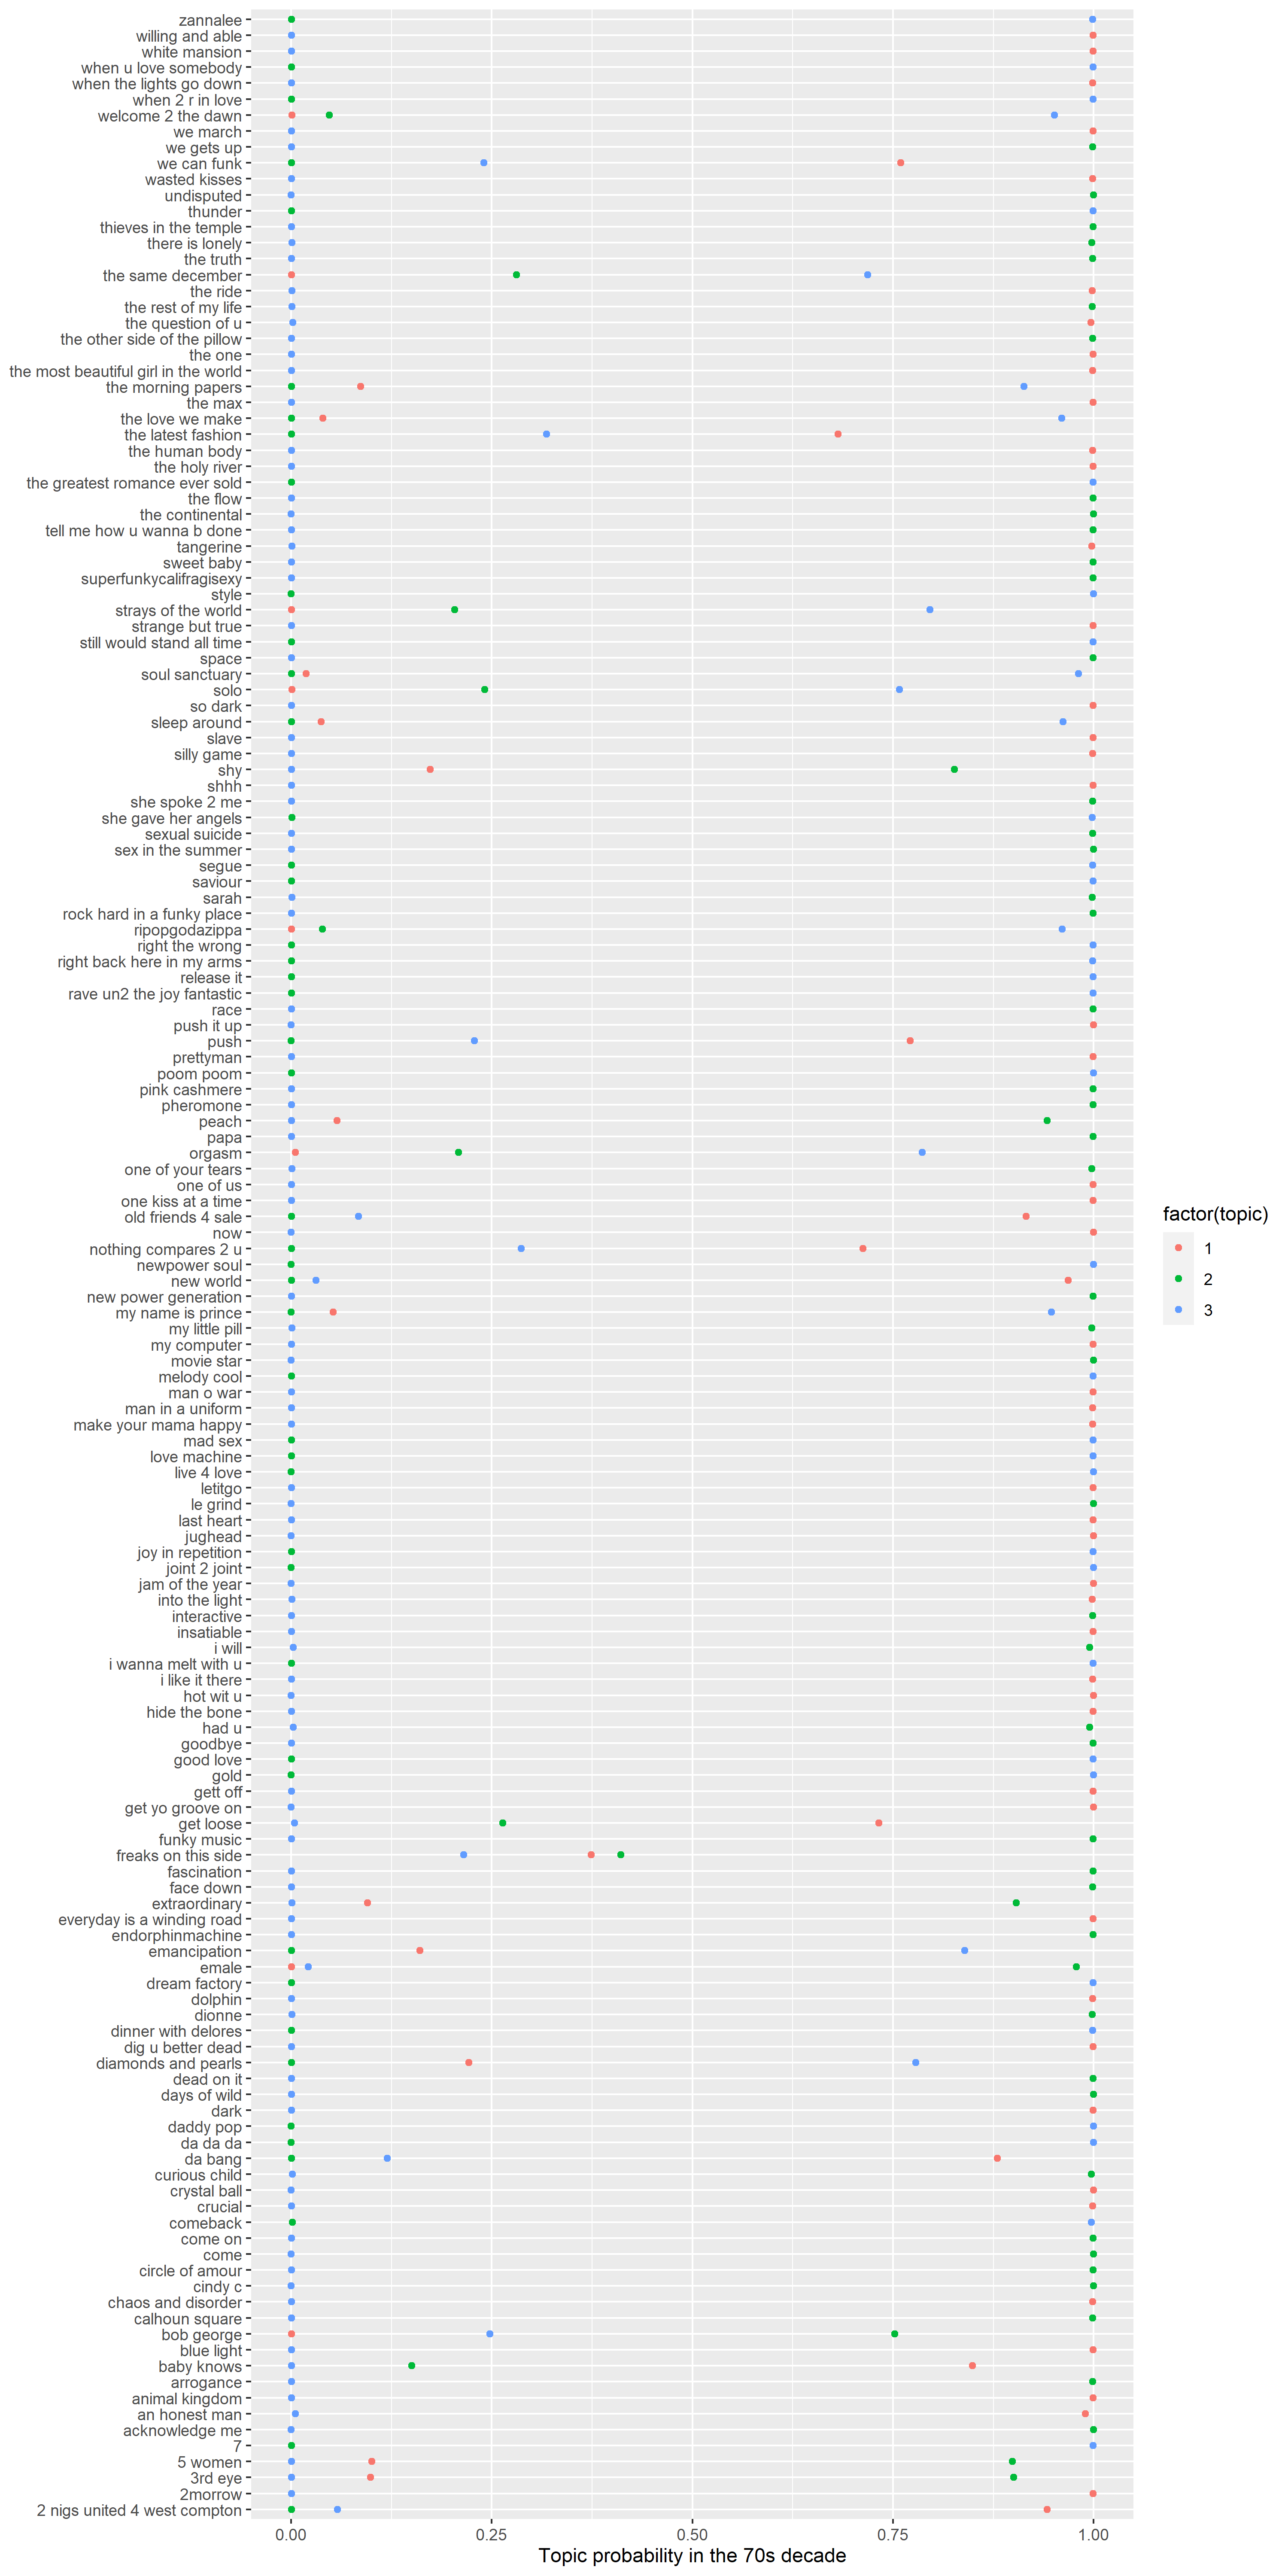 zannalee
willing and able
white mansion
when u love somebody
when the lights go down
when 2 r in love
welcome 2 the dawn
we march
we gets up
we can funk
wasted kisses
undisputed
thunder
thieves in the temple
there is lonely
the truth
the same december
the ride
the rest of my life
the question of u
the other side of the pillow
the one
the most beautiful girl in the world
the morning papers
the max
the love we make
the latest fashion
the human body
the holy river
the greatest romance ever sold
the flow
the continental
tell me how u wanna b done
tangerine
sweet baby
superfunkycalifragisexy
style
strays of the world
strange but true
still would stand all time
space
soul sanctuary
solo
so dark
sleep around
slave
silly game
shy
shhh
she spoke 2 me
she gave her angels
sexual suicide
sex in the summer
segue
saviour
sarah
rock hard in a funky place
ripopgodazippa
right the wrong
right back here in my arms
release it
rave un2 the joy fantastic
race
push it up
push
prettyman
poom poom
pink cashmere
pheromone
peach
papa
orgasm
one of your tears
one of us
one kiss at a time
old friends 4 sale
now
nothing compares 2 u
newpower soul
new world
new power generation
my name is prince
my little pill
my computer
movie star
melody cool
man o war
man in a uniform
make your mama happy
mad sex
love machine
live 4 love
letitgo
le grind
last heart
jughead
joy in repetition
joint 2 joint
jam of the year
into the light
interactive
insatiable
i will
i wanna melt with u
i like it there
hot wit u
hide the bone
had u
goodbye
good love
gold
gett off
get yo groove on
get loose
funky music
freaks on this side
fascination
face down
extraordinary
everyday is a winding road
endorphinmachine
emancipation
emale
dream factory
dolphin
dionne
dinner with delores
dig u better dead
diamonds and pearls
dead on it
days of wild
dark
daddy pop
da da da
da bang
curious child
crystal ball
crucial
comeback
come on
come
circle of amour
cindy c
chaos and disorder
calhoun square
bob george
blue light
baby knows
arrogance
animal kingdom
an honest man
acknowledge me
7
5 women
3rd eye
2morrow
2 nigs united 4 west compton
0.00 0.25 0.50 0.75 1.00
Topic probability in the 70s decade
factor(topic)
1
2
3